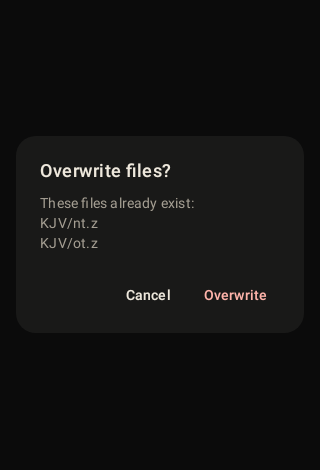 Overwrite files?
These files already exist:
KJV/nt.z
KJV/ot.z
Cancel
Overwrite